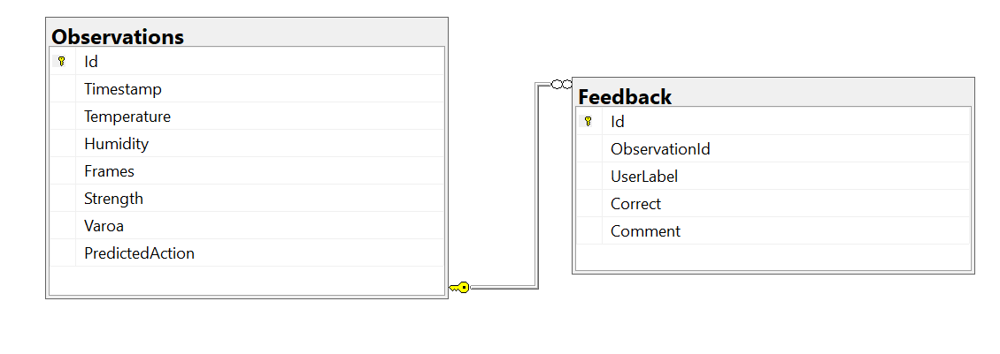 Observations
Id
Timestamp
Temperature
Humidity
Frames
Strength
Varoa
PredictedAction
Feedback
Id
ObservationId
UserLabel
Correct
Comment